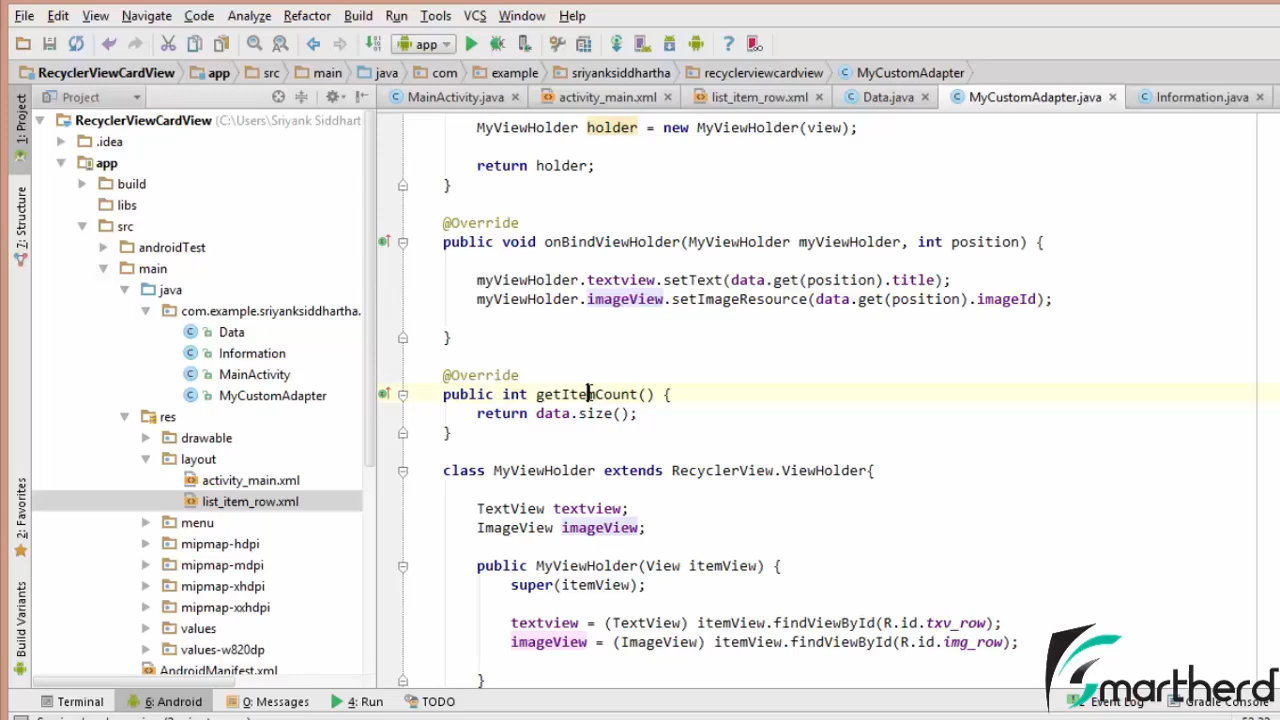 File Edit View Navigate Code Analyze Refactor Build Run Tools VCS Window Help
app
RecyclerViewCardView app src main java com example sriyanksiddhartha recyclerviewcardview MyCustomAdapter
Project
MainActivity.java activity_main.xml list_item_row.xml Data.java MyCustomAdapter.java Information.java
1: Project
7: Structure
2: Favorites
Build Variants
RecyclerViewCardView (C:\Users\Sriyank Siddhart
.idea
app
build
libs
src
androidTest
main
java
com.example.sriyanksiddhartha.
Data
Information
MainActivity
MyCustomAdapter
res
drawable
layout
activity_main.xml
list_item_row.xml
menu
mipmap-hdpi
mipmap-mdpi
mipmap-xhdpi
mipmap-xxhdpi
values
values-w820dp
AndroidManifest.xml
MyViewHolder holder = new MyViewHolder(view);
return holder;
}
@Override
public void onBindViewHolder(MyViewHolder myViewHolder, int position) {
myViewHolder.textview.setText(data.get(position).title);
myViewHolder.imageView.setImageResource(data.get(position).imageId);
}
@Override
public int getItemCount() {
return data.size();
}
class MyViewHolder extends RecyclerView.ViewHolder{
TextView textview;
ImageView imageView;
public MyViewHolder(View itemView) {
super(itemView);
textview = (TextView) itemView.findViewById(R.id.txv_row);
imageView = (ImageView) itemView.findViewById(R.id.img_row);
}
Smartherd
Terminal 6: Android 0: Messages 4: Run TODO Event Log Gradle Console